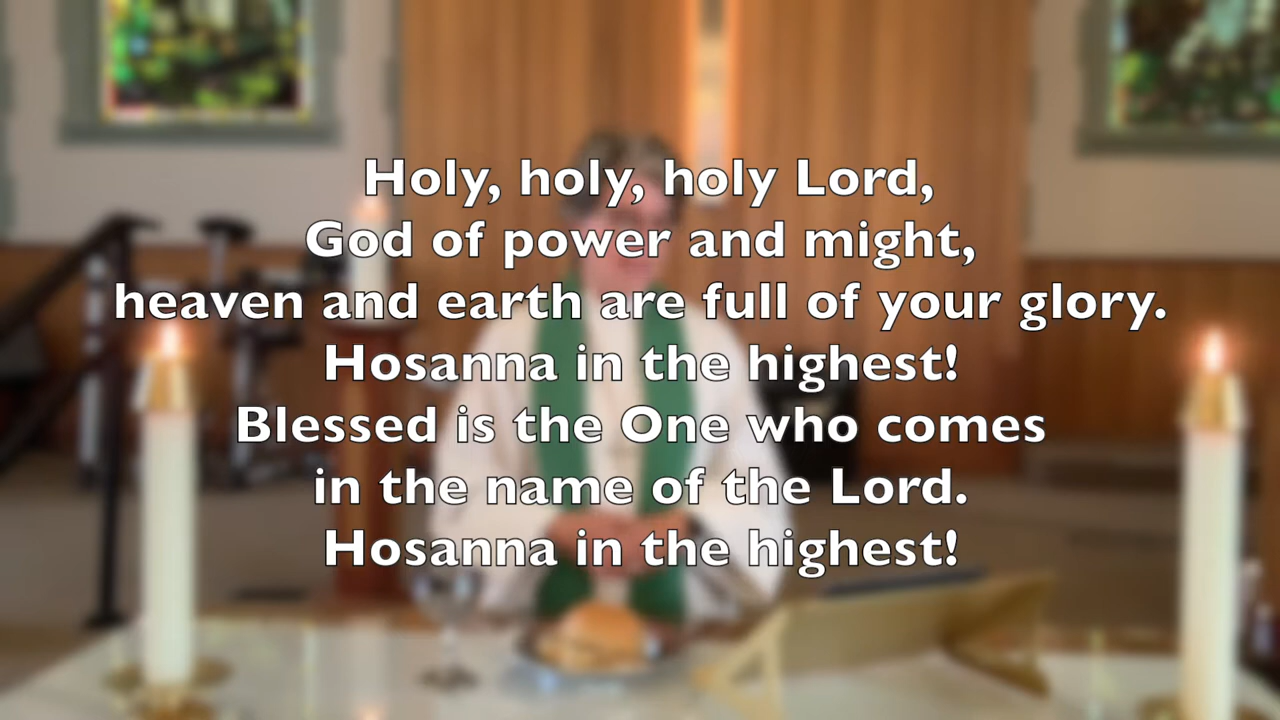 Holy, holy, holy Lord,
God of power and might,
heaven and earth are full of your glory.
Hosanna in the highest!
Blessed is the One who comes
in the name of the Lord.
Hosanna in the highest!